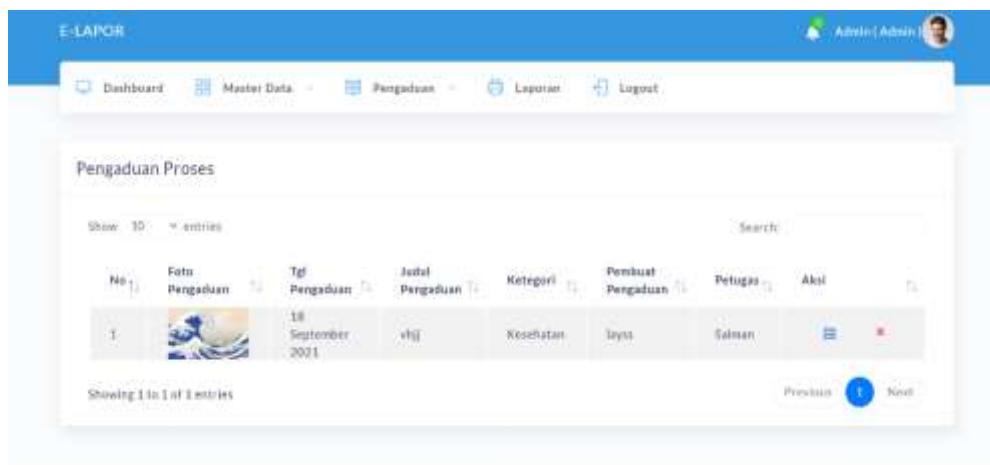 E-LAPOR
Admin ( Admin )
Dashboard Master Data Pengaduan Laporan Logout
Pengaduan Proses
Show 10 entries
Search:
No Foto Pengaduan Tgl Pengaduan Judul Pengaduan Ketegori Pembuat Pengaduan Petugas Aksi
1 18 September 2021 Kesehatan Salman
Showing 1 to 1 of 1 entries
Previous 1 Next